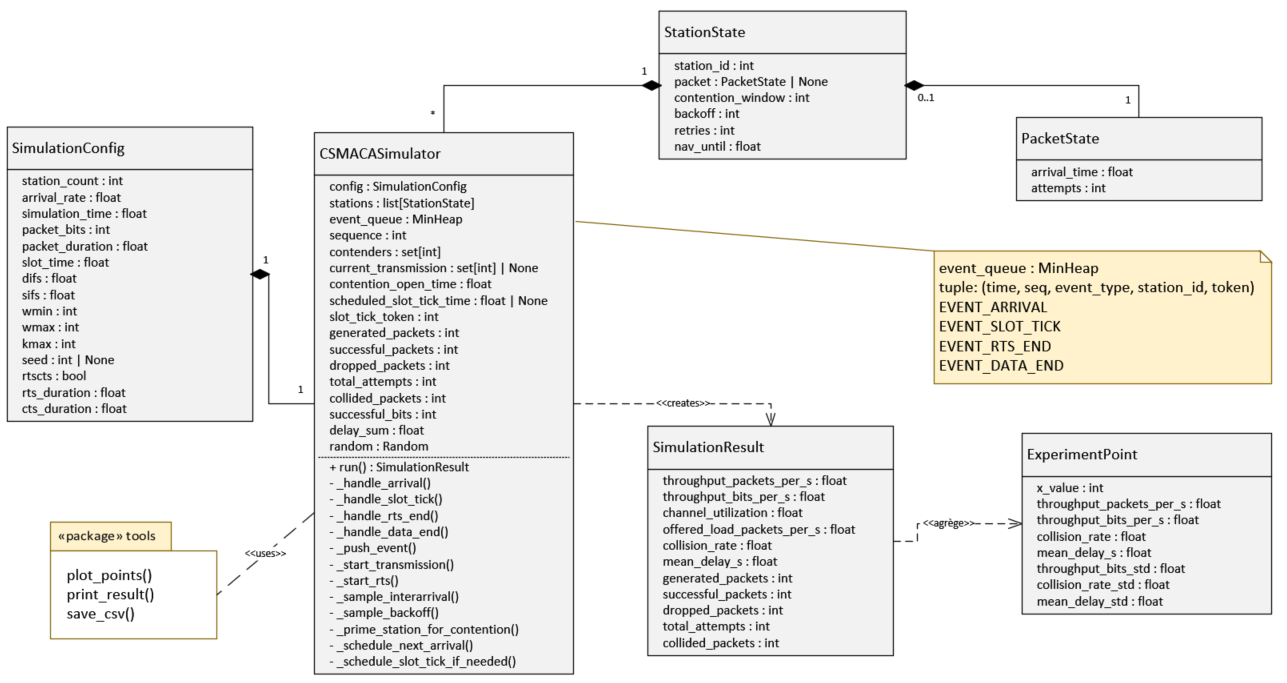 StationState
station_id : int
packet : PacketState | None
contention_window : int
backoff : int
retries : int
nav_until : float
1
*
0..1
1
PacketState
arrival_time : float
attempts : int
SimulationConfig
station_count : int
arrival_rate : float
simulation_time : float
packet_bits : int
packet_duration : float
slot_time : float
difs : float
sifs : float
wmin : int
wmax : int
kmax : int
seed : int | None
rtscts : bool
rts_duration : float
cts_duration : float
1
1
CSMACASimulator
config : SimulationConfig
stations : list[StationState]
event_queue : MinHeap
sequence : int
contenders : set[int]
current_transmission : set[int] | None
contention_open_time : float
scheduled_slot_tick_time : float | None
slot_tick_token : int
generated_packets : int
successful_packets : int
dropped_packets : int
total_attempts : int
collided_packets : int
successful_bits : int
delay_sum : float
random : Random
+ run() : SimulationResult
- _handle_arrival()
- _handle_slot_tick()
- _handle_rts_end()
- _handle_data_end()
- _push_event()
- _start_transmission()
- _start_rts()
- _sample_interarrival()
- _sample_backoff()
- _prime_station_for_contention()
- _schedule_next_arrival()
- _schedule_slot_tick_if_needed()
event_queue : MinHeap
tuple: (time, seq, event_type, station_id, token)
EVENT_ARRIVAL
EVENT_SLOT_TICK
EVENT_RTS_END
EVENT_DATA_END
<<creates>>
SimulationResult
throughput_packets_per_s : float
throughput_bits_per_s : float
channel_utilization : float
offered_load_packets_per_s : float
collision_rate : float
mean_delay_s : float
generated_packets : int
successful_packets : int
dropped_packets : int
total_attempts : int
collided_packets : int
<<agrège>>
ExperimentPoint
x_value : int
throughput_packets_per_s : float
throughput_bits_per_s : float
collision_rate : float
mean_delay_s : float
throughput_bits_std : float
collision_rate_std : float
mean_delay_std : float
«package» tools
plot_points()
print_result()
save_csv()
<<uses>>